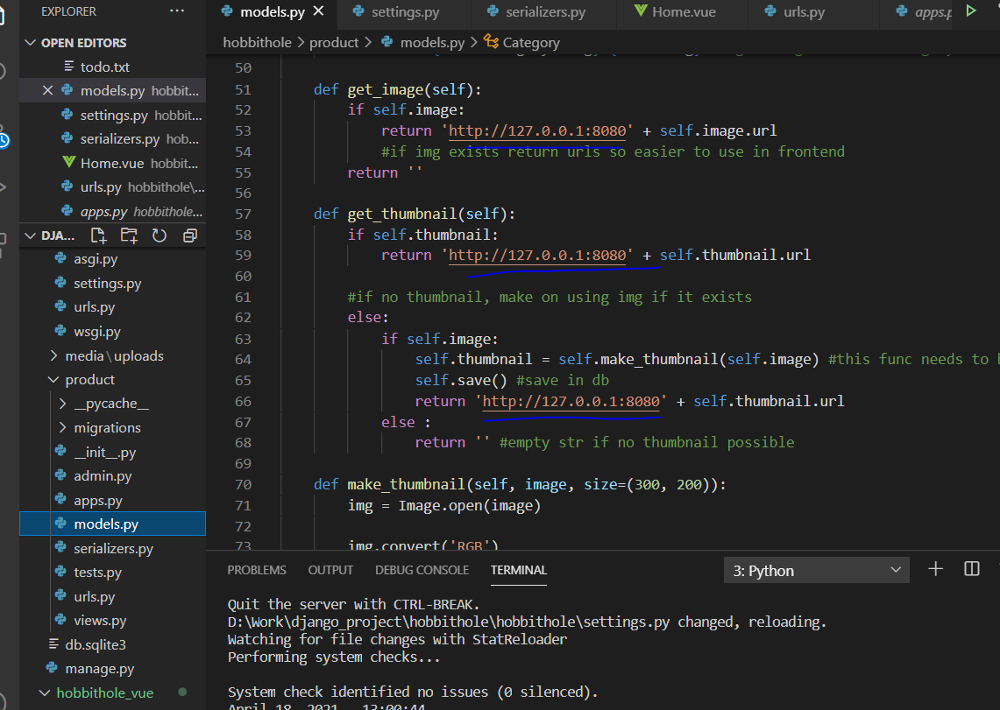 EXPLORER ...
OPEN EDITORS
todo.txt
models.py hobbit...
settings.py hobbit...
serializers.py hob...
Home.vue hobbit...
urls.py hobbithole\...
apps.py hobbithole...
DJA...
asgi.py
settings.py
urls.py
wsgi.py
media\uploads
product
__pycache__
migrations
__init__.py
admin.py
apps.py
models.py
serializers.py
tests.py
urls.py
views.py
db.sqlite3
manage.py
hobbithole_vue
models.py settings.py serializers.py Home.vue urls.py apps.p
hobbithole > product > models.py > Category
50
51 def get_image(self):
52 if self.image:
53 return 'http://127.0.0.1:8080' + self.image.url
54 #if img exists return urls so easier to use in frontend
55 return ''
56
57 def get_thumbnail(self):
58 if self.thumbnail:
59 return 'http://127.0.0.1:8080' + self.thumbnail.url
60
61 #if no thumbnail, make on using img if it exists
62 else:
63 if self.image:
64 self.thumbnail = self.make_thumbnail(self.image) #this func needs to
65 self.save() #save in db
66 return 'http://127.0.0.1:8080' + self.thumbnail.url
67 else :
68 return '' #empty str if no thumbnail possible
69
70 def make_thumbnail(self, image, size=(300, 200)):
71 img = Image.open(image)
72
73 img.convert('RGB')
PROBLEMS OUTPUT DEBUG CONSOLE TERMINAL 3: Python
Quit the server with CTRL-BREAK.
D:\Work\django_project\hobbithole\hobbithole\settings.py changed, reloading.
Watching for file changes with StatReloader
Performing system checks...
System check identified no issues (0 silenced).
April 18, 2021 - 13:00:44